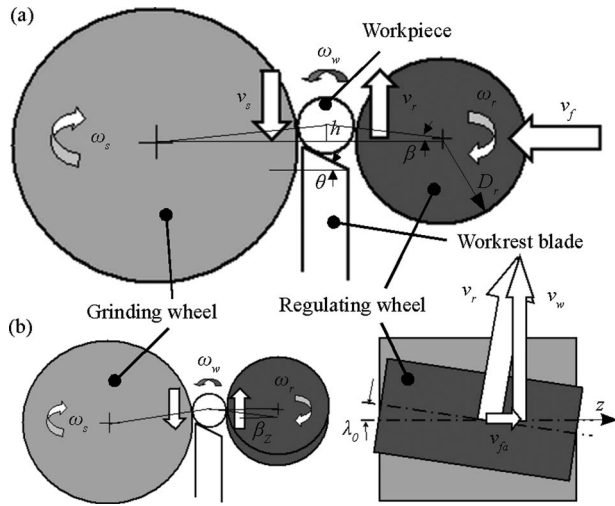 (a)
Workpiece
ω_w
v_s
v_r
ω_r
v_f
ω_s
h
β
θ
D_r
Workrest blade
Grinding wheel
Regulating wheel
(b)
v_r
v_w
ω_w
ω_r
ω_s
β_Z
λ_0
z
v_fa